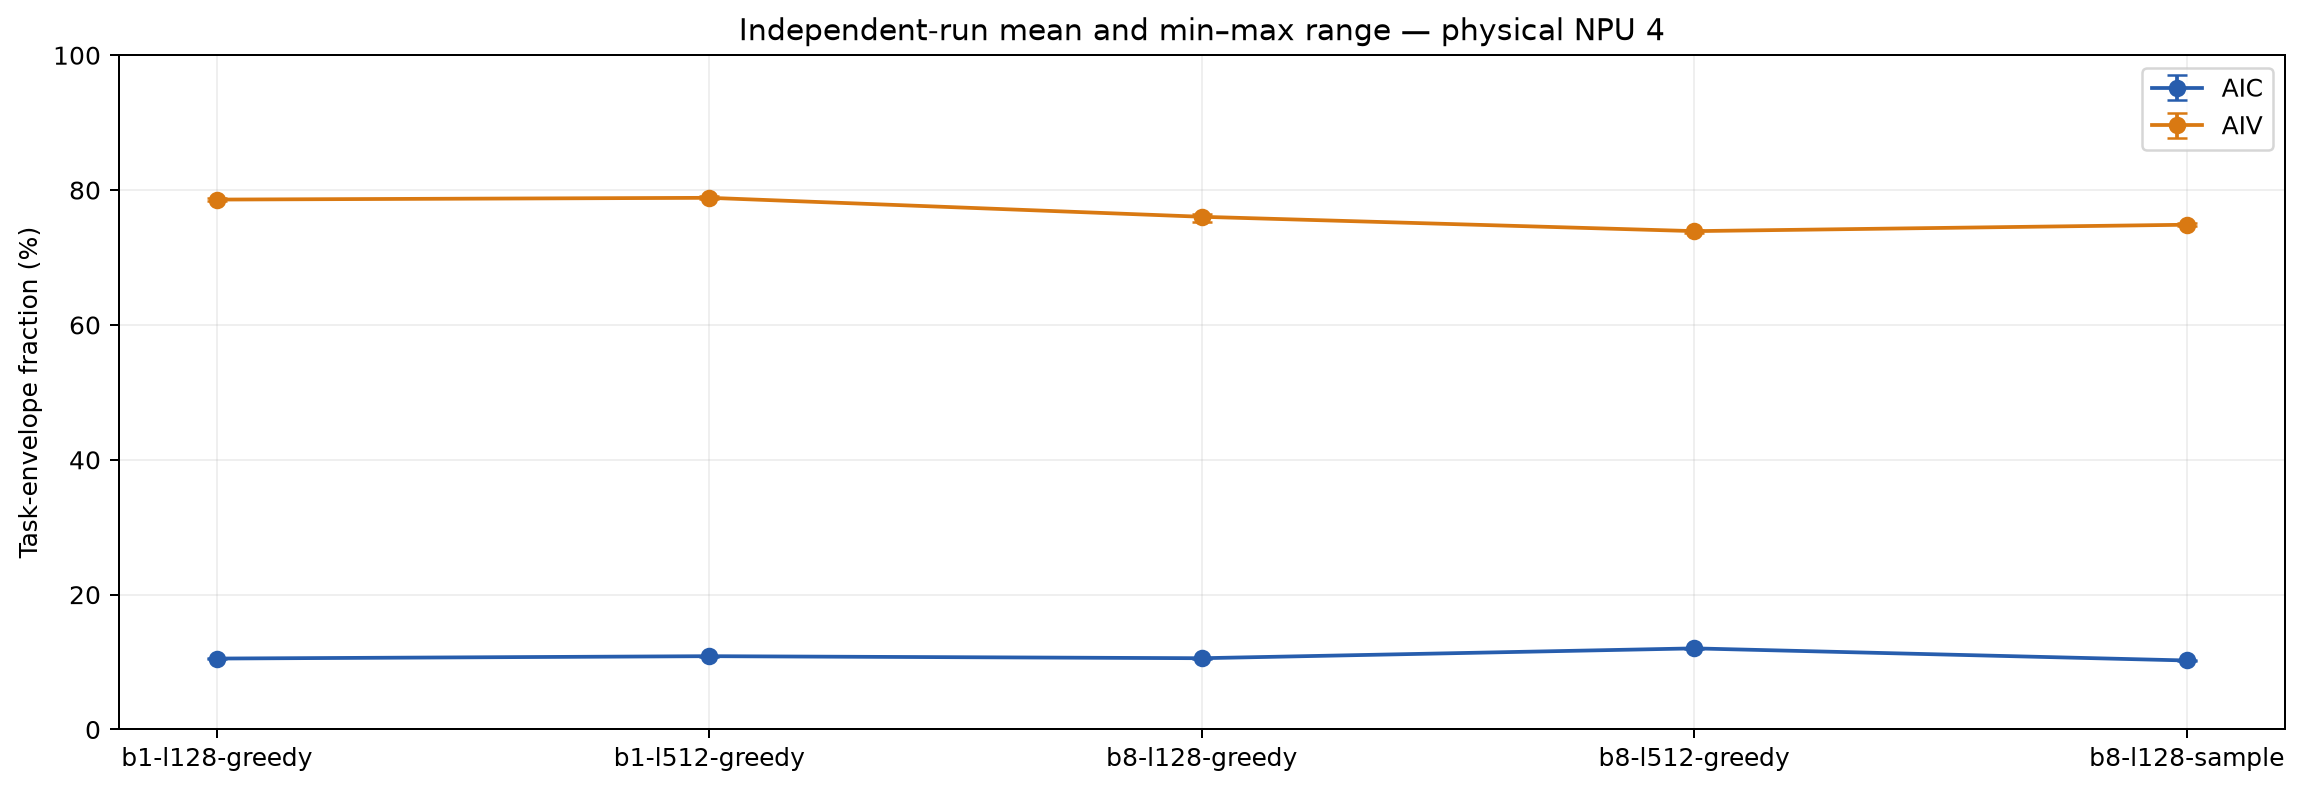 Independent-run mean and min–max range — physical NPU 4
Task-envelope fraction (%)
100
80
60
40
20
0
AIC
AIV
b1-l128-greedy
b1-l512-greedy
b8-l128-greedy
b8-l512-greedy
b8-l128-sample